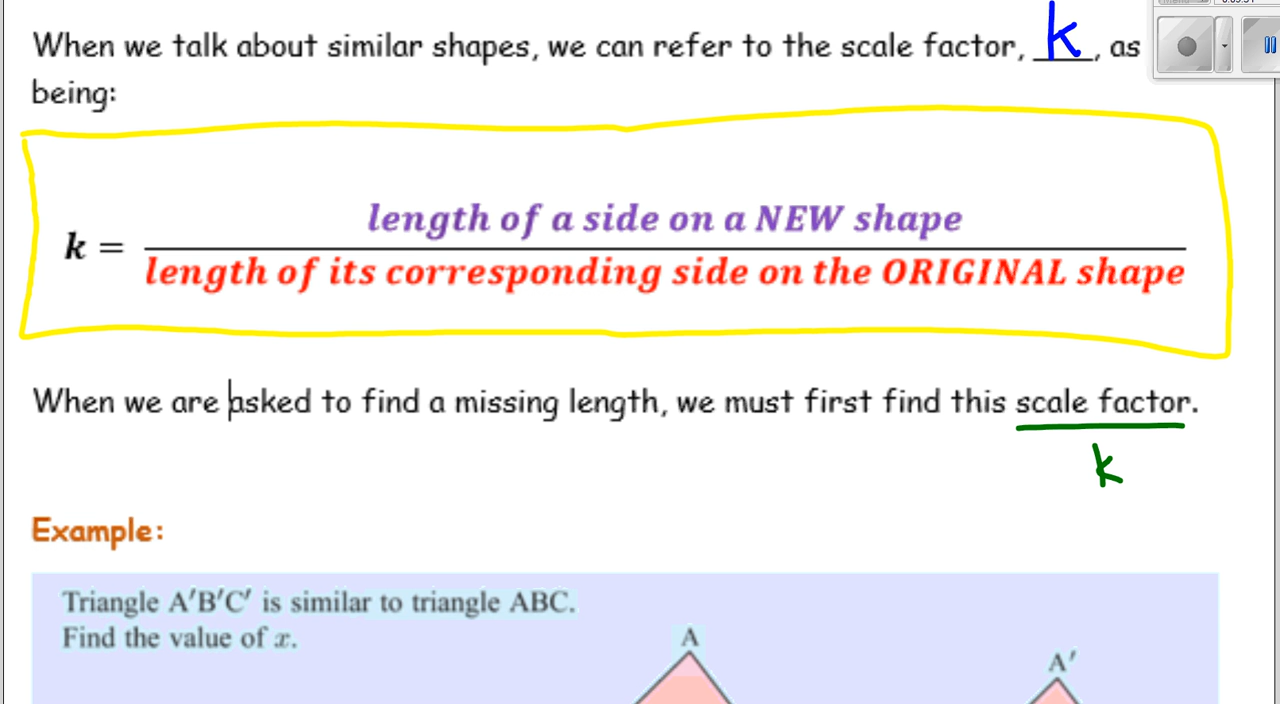 When we talk about similar shapes, we can refer to the scale factor, k, as
being:
k = length of a side on a NEW shape
length of its corresponding side on the ORIGINAL shape
When we are asked to find a missing length, we must first find this scale factor.
k
Example:
Triangle A′B′C′ is similar to triangle ABC.
Find the value of x.
A
A′